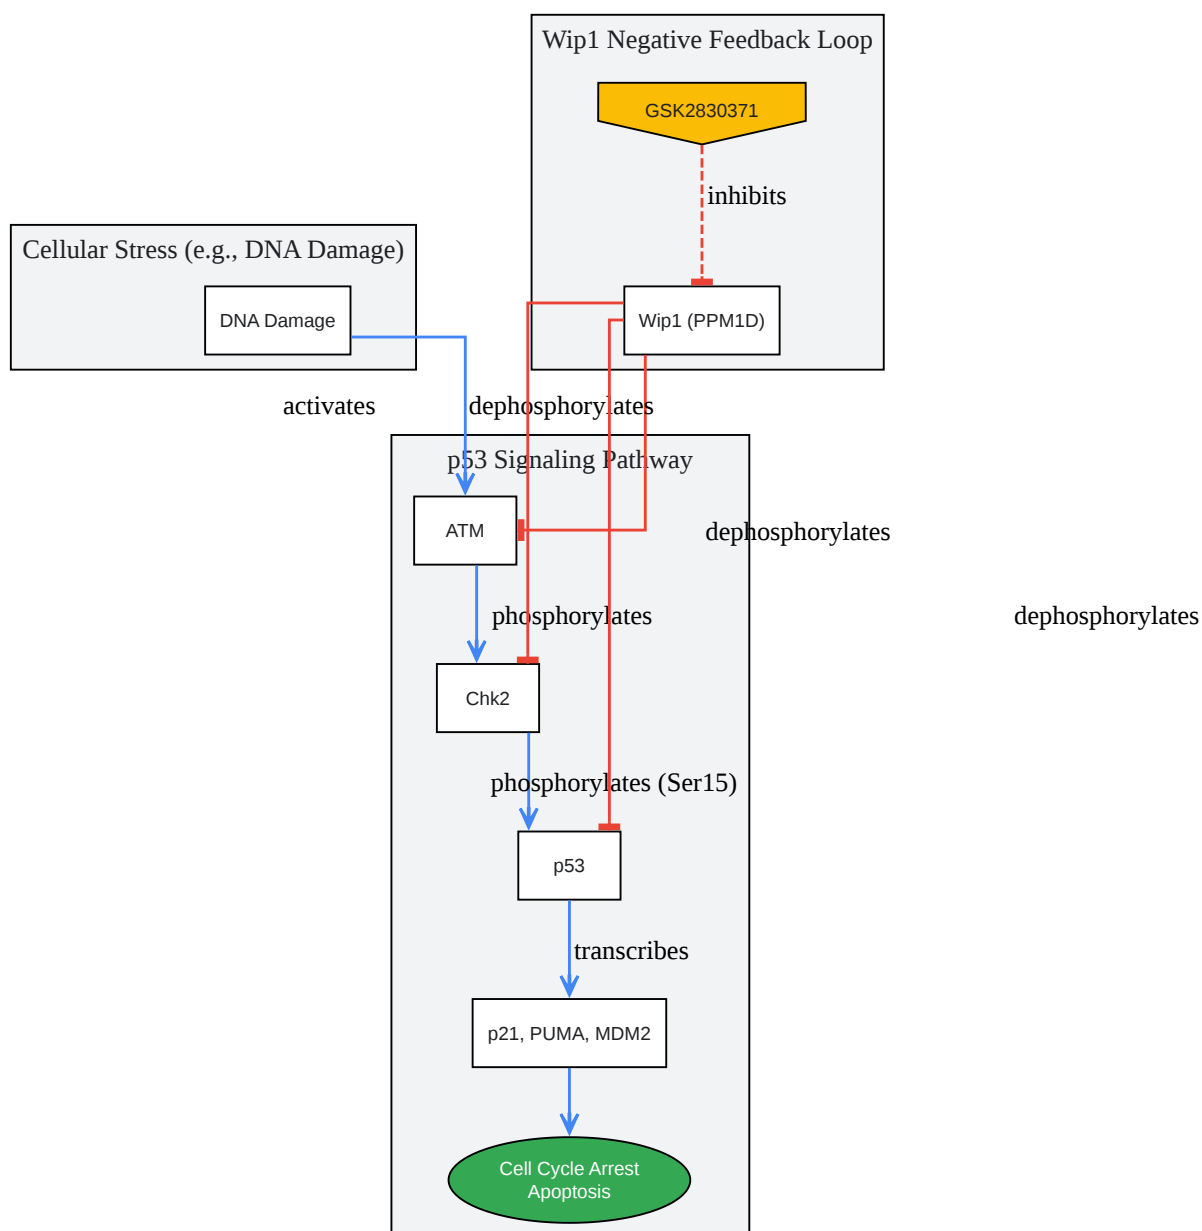 Wip1 Negative Feedback Loop
GSK2830371
inhibits
Cellular Stress (e.g., DNA Damage)
DNA Damage
Wip1 (PPM1D)
activates
dephosphorylates
p53 Signaling Pathway
ATM
dephosphorylates
phosphorylates
dephosphorylates
Chk2
phosphorylates (Ser15)
p53
transcribes
p21, PUMA, MDM2
Cell Cycle Arrest
Apoptosis